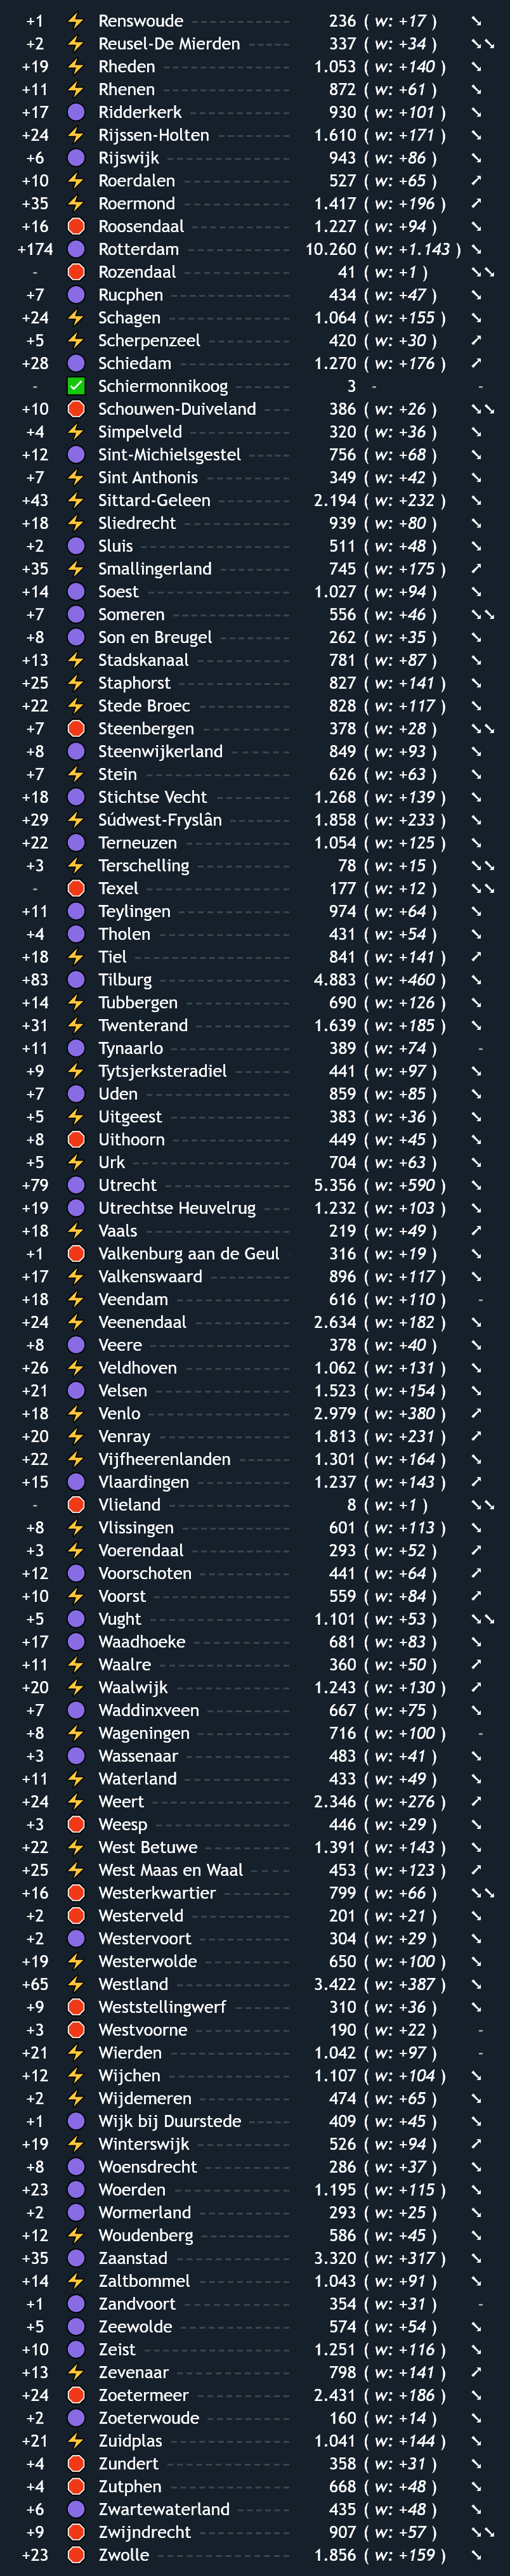 +1 ⚡ Renswoude 236 ( w: +17 ) ↘
+2 ⚡ Reusel-De Mierden 337 ( w: +34 ) ↘↘
+19 ⚡ Rheden 1.053 ( w: +140 ) ↘
+11 ⚡ Rhenen 872 ( w: +61 ) ↘
+17 🟣 Ridderkerk 930 ( w: +101 ) ↘
+24 ⚡ Rijssen-Holten 1.610 ( w: +171 ) ↘
+6 🟣 Rijswijk 943 ( w: +86 ) ↘
+10 ⚡ Roerdalen 527 ( w: +65 ) ↗
+35 ⚡ Roermond 1.417 ( w: +196 ) ↗
+16 🛑 Roosendaal 1.227 ( w: +94 ) ↘
+174 🟣 Rotterdam 10.260 ( w: +1.143 ) ↘
- 🛑 Rozendaal 41 ( w: +1 ) ↘↘
+7 🟣 Rucphen 434 ( w: +47 ) ↘
+24 ⚡ Schagen 1.064 ( w: +155 ) ↘
+5 ⚡ Scherpenzeel 420 ( w: +30 ) ↗
+28 🟣 Schiedam 1.270 ( w: +176 ) ↗
- ✅ Schiermonnikoog 3 - -
+10 🛑 Schouwen-Duiveland 386 ( w: +26 ) ↘↘
+4 ⚡ Simpelveld 320 ( w: +36 ) ↘
+12 🟣 Sint-Michielsgestel 756 ( w: +68 ) ↘
+7 ⚡ Sint Anthonis 349 ( w: +42 ) ↘
+43 ⚡ Sittard-Geleen 2.194 ( w: +232 ) ↘
+18 ⚡ Sliedrecht 939 ( w: +80 ) ↘
+2 🟣 Sluis 511 ( w: +48 ) ↘
+35 ⚡ Smallingerland 745 ( w: +175 ) ↗
+14 🟣 Soest 1.027 ( w: +94 ) ↘
+7 🟣 Someren 556 ( w: +46 ) ↘↘
+8 🟣 Son en Breugel 262 ( w: +35 ) ↘
+13 ⚡ Stadskanaal 781 ( w: +87 ) ↘
+25 ⚡ Staphorst 827 ( w: +141 ) ↘
+22 ⚡ Stede Broec 828 ( w: +117 ) ↘
+7 🛑 Steenbergen 378 ( w: +28 ) ↘↘
+8 🟣 Steenwijkerland 849 ( w: +93 ) ↘
+7 ⚡ Stein 626 ( w: +63 ) ↘
+18 🟣 Stichtse Vecht 1.268 ( w: +139 ) ↘
+29 ⚡ Súdwest-Fryslân 1.858 ( w: +233 ) ↘
+22 🟣 Terneuzen 1.054 ( w: +125 ) ↘
+3 ⚡ Terschelling 78 ( w: +15 ) ↘↘
- 🛑 Texel 177 ( w: +12 ) ↘↘
+11 🟣 Teylingen 974 ( w: +64 ) ↘
+4 🟣 Tholen 431 ( w: +54 ) ↘
+18 ⚡ Tiel 841 ( w: +141 ) ↗
+83 🟣 Tilburg 4.883 ( w: +460 ) ↘
+14 ⚡ Tubbergen 690 ( w: +126 ) ↘
+31 ⚡ Twenterand 1.639 ( w: +185 ) ↘
+11 🟣 Tynaarlo 389 ( w: +74 ) -
+9 ⚡ Tytsjerksteradiel 441 ( w: +97 ) ↘
+7 🟣 Uden 859 ( w: +85 ) ↘
+5 ⚡ Uitgeest 383 ( w: +36 ) ↘
+8 🛑 Uithoorn 449 ( w: +45 ) ↘
+5 ⚡ Urk 704 ( w: +63 ) ↘
+79 🟣 Utrecht 5.356 ( w: +590 ) ↘
+19 🟣 Utrechtse Heuvelrug 1.232 ( w: +103 ) ↘
+18 ⚡ Vaals 219 ( w: +49 ) ↗
+1 🛑 Valkenburg aan de Geul 316 ( w: +19 ) ↘
+17 ⚡ Valkenswaard 896 ( w: +117 ) ↘
+18 ⚡ Veendam 616 ( w: +110 ) -
+24 ⚡ Veenendaal 2.634 ( w: +182 ) ↘
+8 🟣 Veere 378 ( w: +40 ) ↘
+26 ⚡ Veldhoven 1.062 ( w: +131 ) ↘
+21 🟣 Velsen 1.523 ( w: +154 ) ↘
+18 ⚡ Venlo 2.979 ( w: +380 ) ↗
+20 ⚡ Venray 1.813 ( w: +231 ) ↗
+22 ⚡ Vijfheerenlanden 1.301 ( w: +164 ) ↘
+15 🟣 Vlaardingen 1.237 ( w: +143 ) ↗
- 🛑 Vlieland 8 ( w: +1 ) ↘↘
+8 ⚡ Vlissingen 601 ( w: +113 ) ↘
+3 ⚡ Voerendaal 293 ( w: +52 ) ↗
+12 🟣 Voorschoten 441 ( w: +64 ) ↗
+10 ⚡ Voorst 559 ( w: +84 ) ↗
+5 🟣 Vught 1.101 ( w: +53 ) ↘↘
+17 🟣 Waadhoeke 681 ( w: +83 ) ↘
+11 ⚡ Waalre 360 ( w: +50 ) ↗
+20 ⚡ Waalwijk 1.243 ( w: +130 ) ↗
+7 🟣 Waddinxveen 667 ( w: +75 ) ↘
+8 ⚡ Wageningen 716 ( w: +100 ) -
+3 🟣 Wassenaar 483 ( w: +41 ) ↘
+11 ⚡ Waterland 433 ( w: +49 ) ↘
+24 ⚡ Weert 2.346 ( w: +276 ) ↗
+3 🛑 Weesp 446 ( w: +29 ) ↘
+22 ⚡ West Betuwe 1.391 ( w: +143 ) ↘
+25 ⚡ West Maas en Waal 453 ( w: +123 ) ↗
+16 🛑 Westerkwartier 799 ( w: +66 ) ↘↘
+2 🛑 Westerveld 201 ( w: +21 ) ↘
+2 🟣 Westervoort 304 ( w: +29 ) ↘
+19 ⚡ Westerwolde 650 ( w: +100 ) ↘
+65 ⚡ Westland 3.422 ( w: +387 ) ↘
+9 🛑 Weststellingwerf 310 ( w: +36 ) ↘
+3 🛑 Westvoorne 190 ( w: +22 ) -
+21 ⚡ Wierden 1.042 ( w: +97 ) -
+12 ⚡ Wijchen 1.107 ( w: +104 ) ↘
+2 ⚡ Wijdemeren 474 ( w: +65 ) ↘
+1 🟣 Wijk bij Duurstede 409 ( w: +45 ) ↘
+19 ⚡ Winterswijk 526 ( w: +94 ) ↗
+8 🟣 Woensdrecht 286 ( w: +37 ) ↘
+23 🟣 Woerden 1.195 ( w: +115 ) ↘
+2 🟣 Wormerland 293 ( w: +25 ) ↘
+12 ⚡ Woudenberg 586 ( w: +45 ) ↘
+35 🟣 Zaanstad 3.320 ( w: +317 ) ↘
+14 ⚡ Zaltbommel 1.043 ( w: +91 ) ↘
+1 🟣 Zandvoort 354 ( w: +31 ) -
+5 🟣 Zeewolde 574 ( w: +54 ) ↘
+10 🟣 Zeist 1.251 ( w: +116 ) ↘
+13 ⚡ Zevenaar 798 ( w: +141 ) ↗
+24 🛑 Zoetermeer 2.431 ( w: +186 ) ↘
+2 🟣 Zoeterwoude 160 ( w: +14 ) ↘
+21 ⚡ Zuidplas 1.041 ( w: +144 ) ↘
+4 🛑 Zundert 358 ( w: +31 ) ↘
+4 🛑 Zutphen 668 ( w: +48 ) ↘
+6 🟣 Zwartewaterland 435 ( w: +48 ) ↘
+9 🛑 Zwijndrecht 907 ( w: +57 ) ↘↘
+23 🛑 Zwolle 1.856 ( w: +159 ) ↘